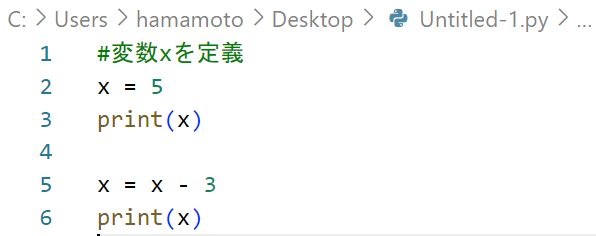 C: > Users > hamamoto > Desktop > Untitled-1.py > ...
1 #変数xを定義
2 x = 5
3 print(x)
4
5 x = x - 3
6 print(x)